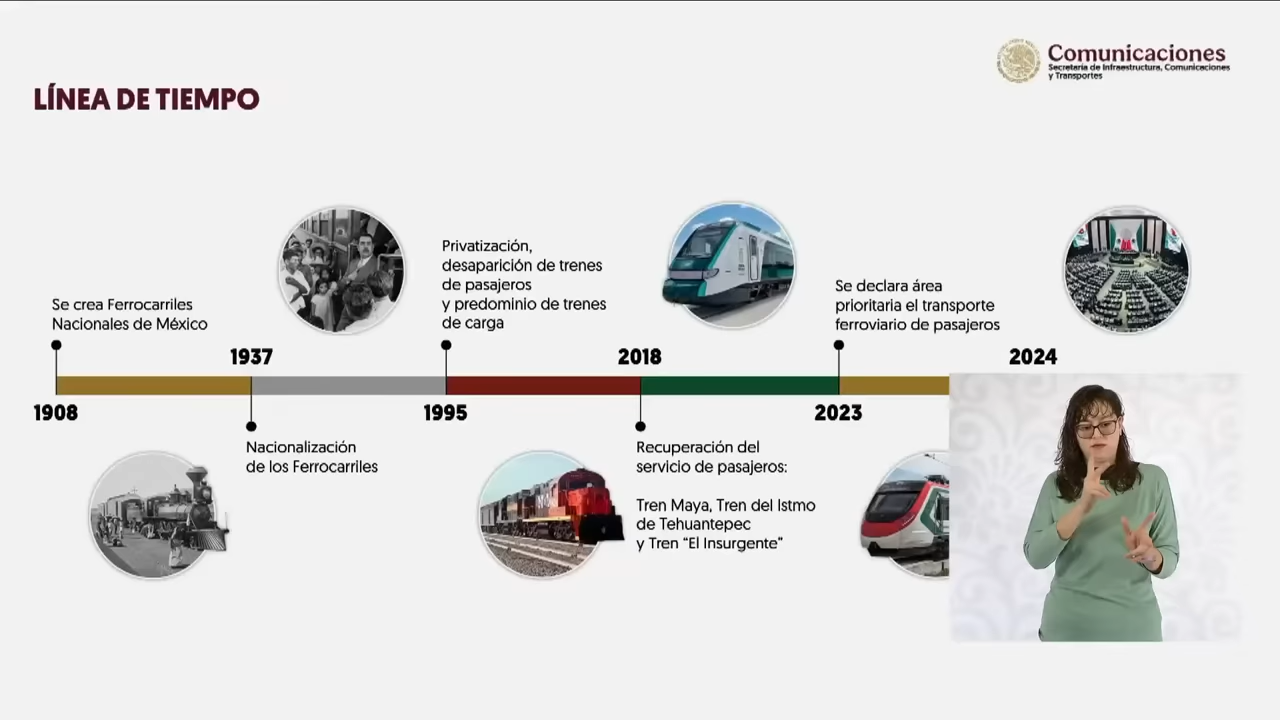 Comunicaciones
Secretaría de Infraestructura, Comunicaciones
y Transportes
LÍNEA DE TIEMPO
Se crea Ferrocarriles
Nacionales de México
1908
1937
Nacionalización
de los Ferrocarriles
Privatización,
desaparición de trenes
de pasajeros
y predominio de trenes
de carga
1995
2018
Recuperación del
servicio de pasajeros:
Tren Maya, Tren del Istmo
de Tehuantepec
y Tren “El Insurgente”
Se declara área
prioritaria el transporte
ferroviario de pasajeros
2023
2024